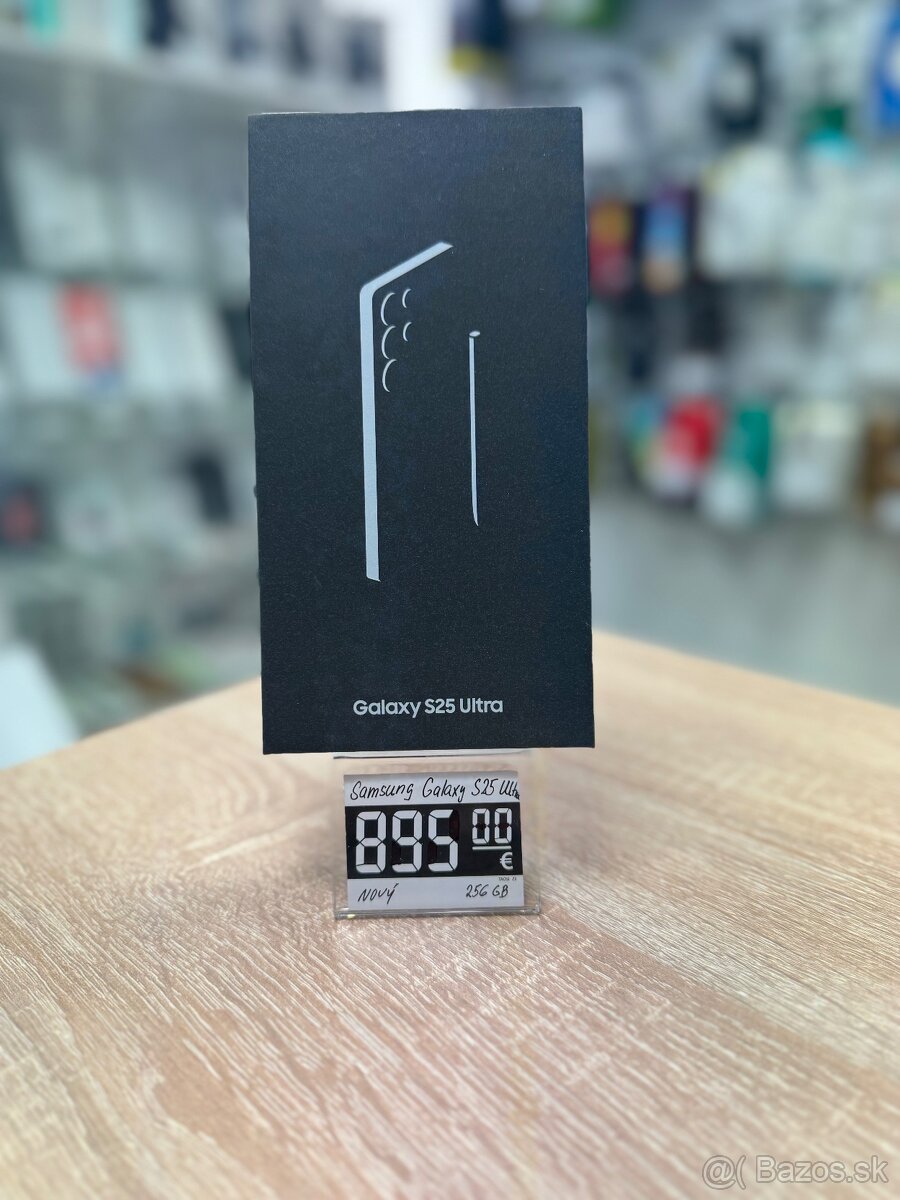 Galaxy S25 Ultra
Samsung Galaxy S25 Ultra
895 00
€
NOVÝ 256 GB
@( Bazos.sk